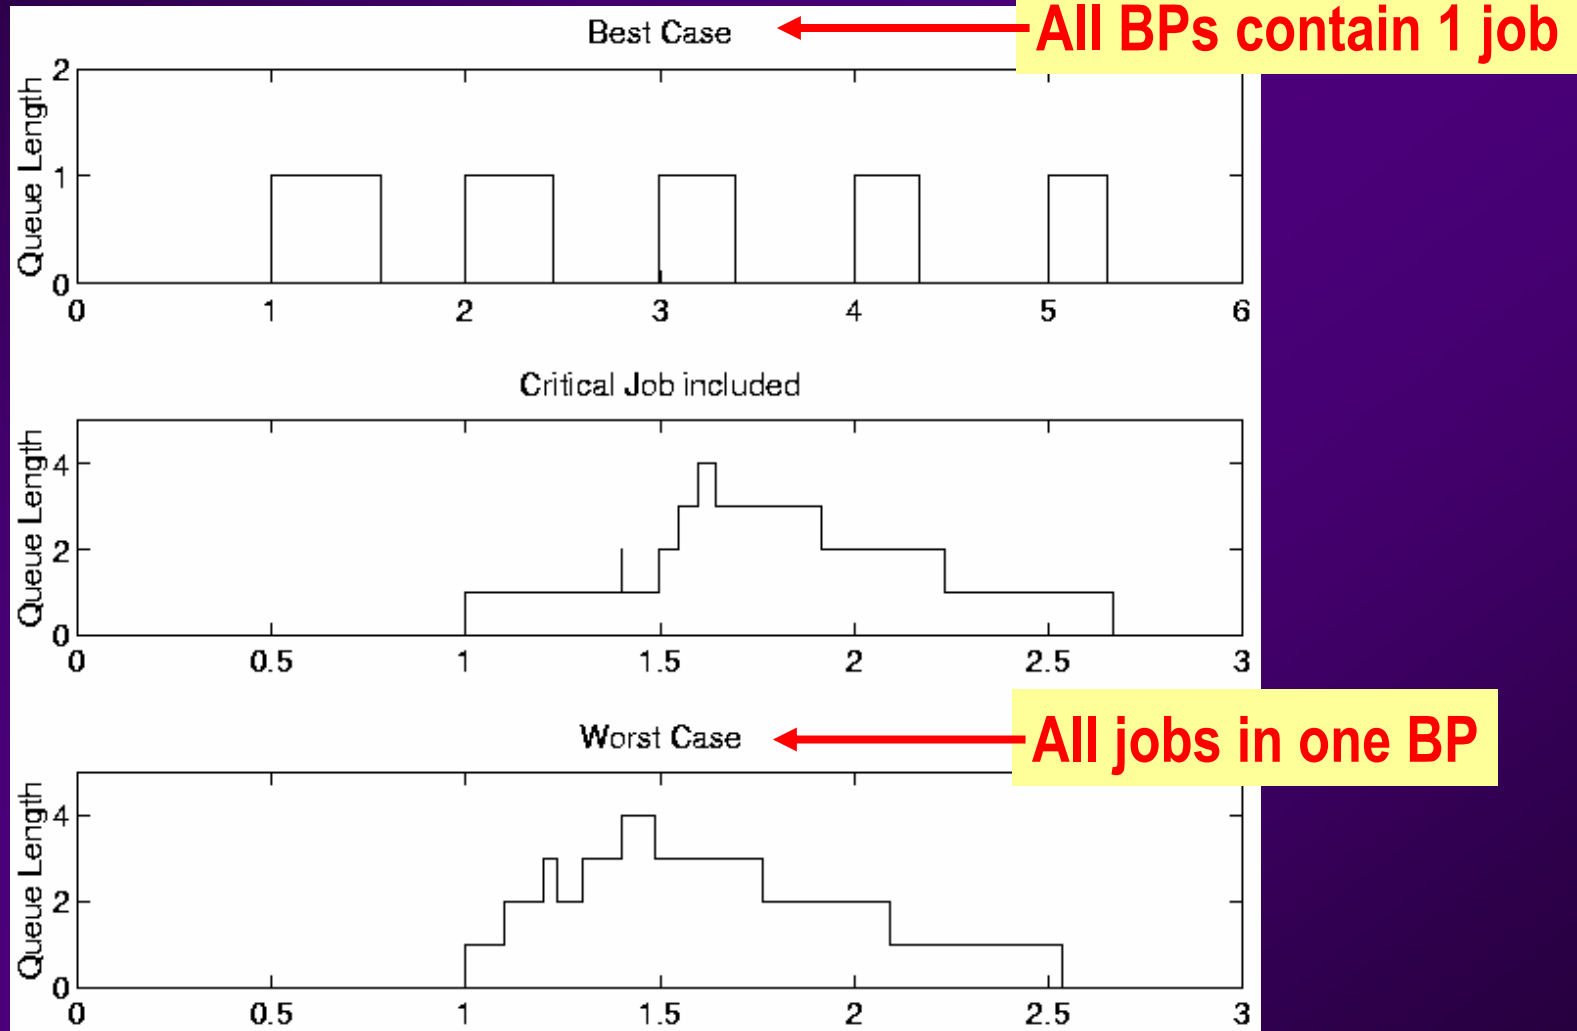 Best Case
All BPs contain 1 job
Queue Length
2
1
0
0 1 2 3 4 5 6
Critical Job included
Queue Length
4
2
0
0 0.5 1 1.5 2 2.5 3
Worst Case
All jobs in one BP
Queue Length
4
2
0
0 0.5 1 1.5 2 2.5 3